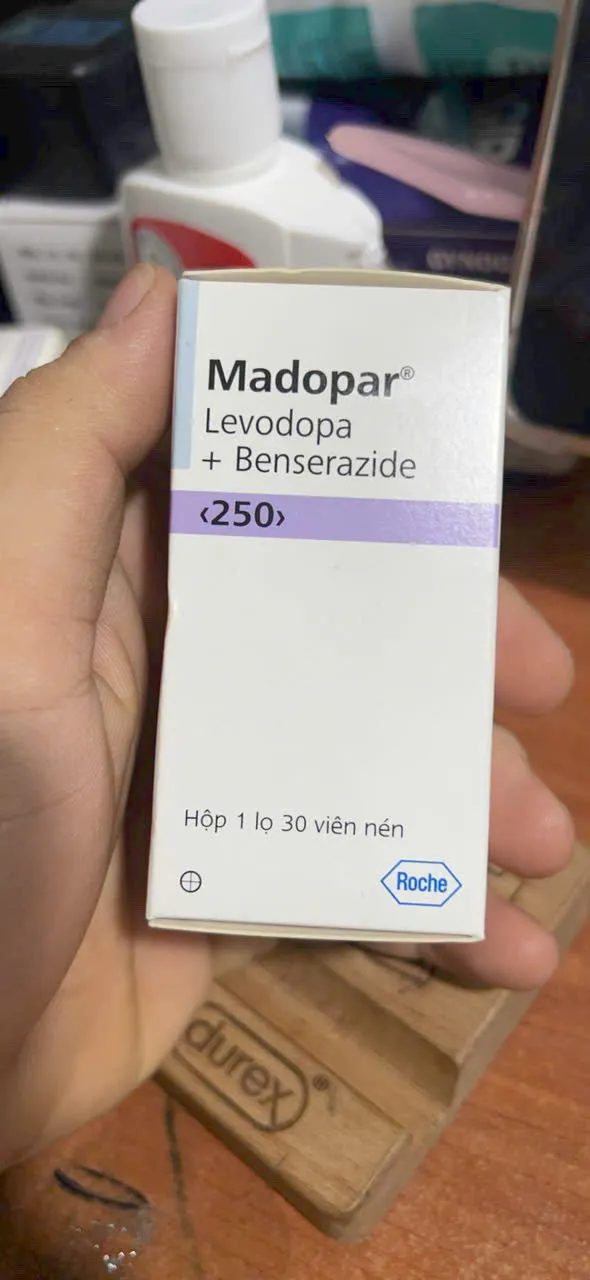 Madopar®
Levodopa
+ Benserazide
‹250›
Hộp 1 lọ 30 viên nén
Roche
durex®